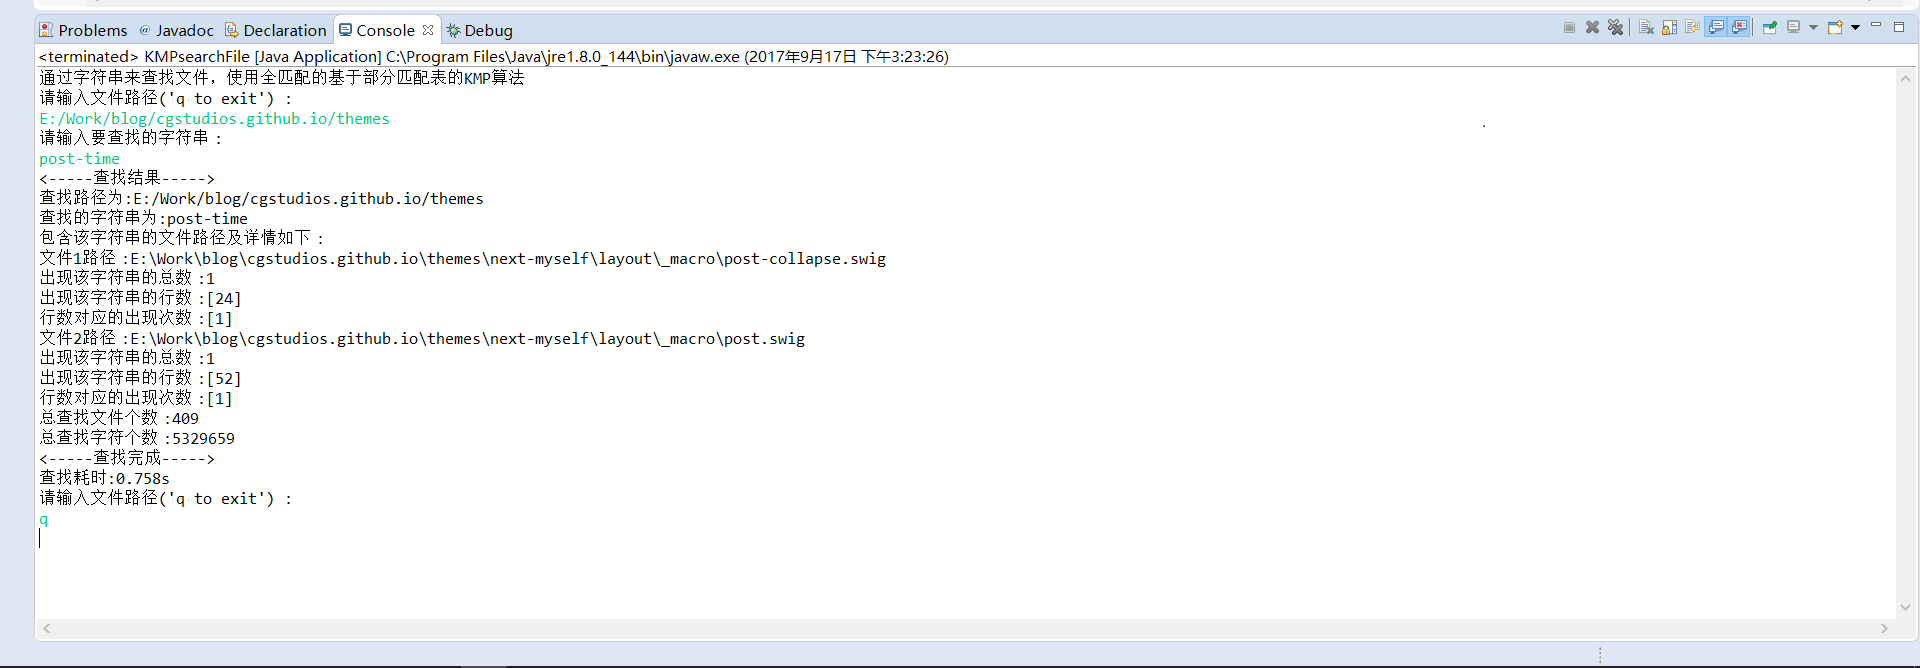 Problems @ Javadoc Declaration Console Debug
<terminated> KMPsearchFile [Java Application] C:\Program Files\Java\jre1.8.0_144\bin\javaw.exe (2017年9月17日 下午3:23:26)
通过字符串来查找文件，使用全匹配的基于部分匹配表的KMP算法
请输入文件路径('q to exit') :
E:/Work/blog/cgstudios.github.io/themes
请输入要查找的字符串 :
post-time
<-----查找结果----->
查找路径为:E:/Work/blog/cgstudios.github.io/themes
查找的字符串为:post-time
包含该字符串的文件路径及详情如下 :
文件1路径 :E:\Work\blog\cgstudios.github.io\themes\next-myself\layout\_macro\post-collapse.swig
出现该字符串的总数 :1
出现该字符串的行数 :[24]
行数对应的出现次数 :[1]
文件2路径 :E:\Work\blog\cgstudios.github.io\themes\next-myself\layout\_macro\post.swig
出现该字符串的总数 :1
出现该字符串的行数 :[52]
行数对应的出现次数 :[1]
总查找文件个数 :409
总查找字符个数 :5329659
<-----查找完成----->
查找耗时:0.758s
请输入文件路径('q to exit') :
q